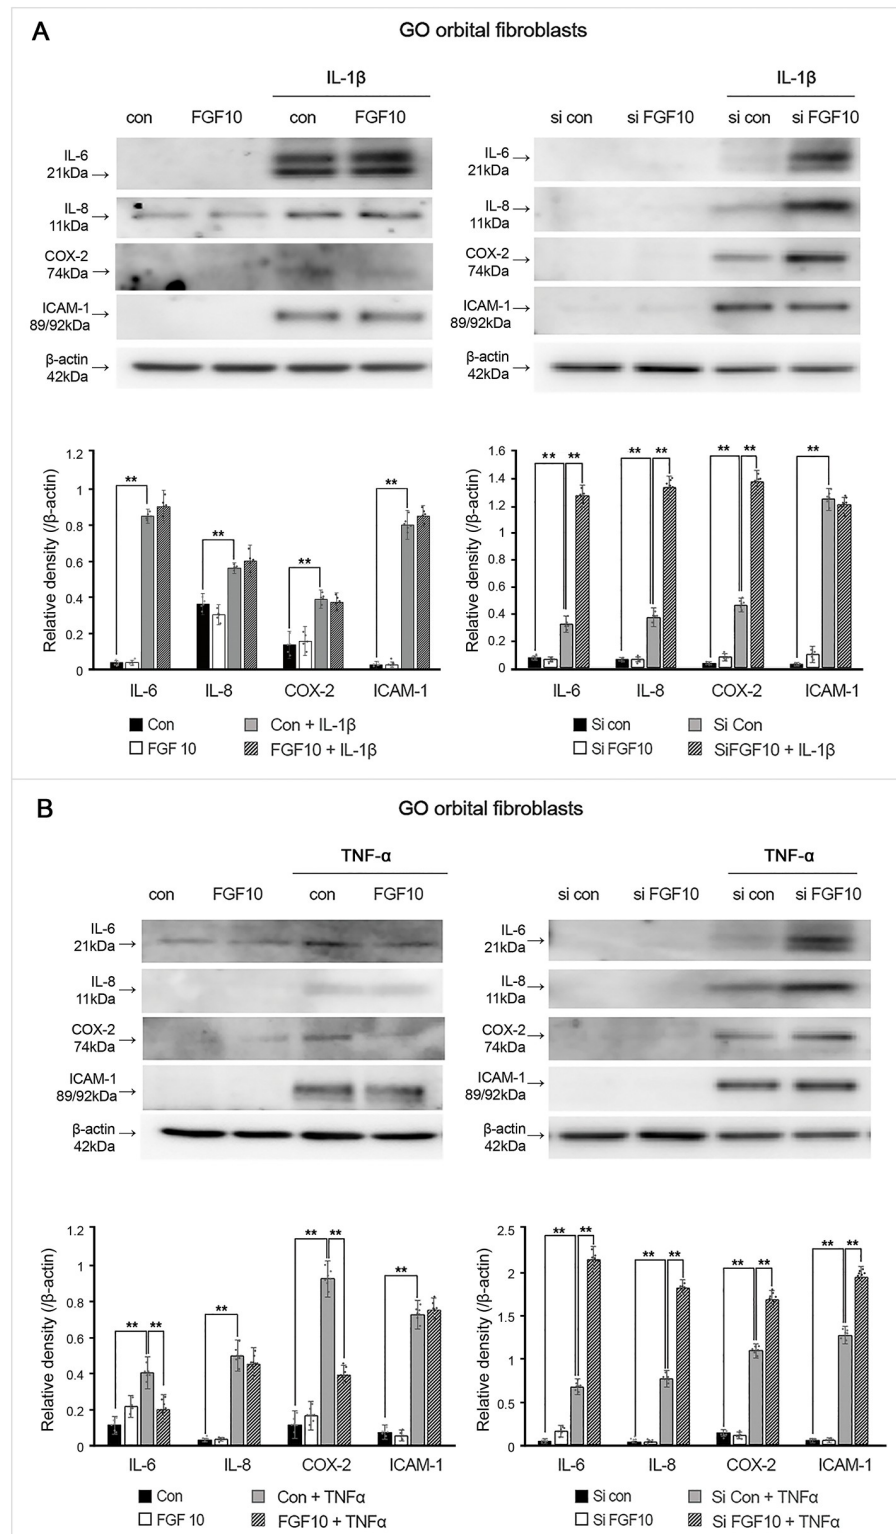 A
GO orbital fibroblasts
IL-1β
con FGF10 con FGF10
IL-6
21kDa →
IL-8
11kDa →
COX-2
74kDa →
ICAM-1
89/92kDa →
β-actin
42kDa →
IL-1β
si con si FGF10 si con si FGF10
IL-6
21kDa →
IL-8
11kDa →
COX-2
74kDa →
ICAM-1
89/92kDa →
β-actin
42kDa →
Relative density (/β-actin)
1.2
1
0.8
0.6
0.4
0.2
0
** ** ** **
IL-6 IL-8 COX-2 ICAM-1
Con Con + IL-1β
FGF 10 FGF10 + IL-1β
Relative density (/β-actin)
1.6
1.4
1.2
1
0.8
0.6
0.4
0.2
0
** ** ** ** ** ** **
IL-6 IL-8 COX-2 ICAM-1
Si con Si Con
Si FGF10 SiFGF10 + IL-1β
B
GO orbital fibroblasts
TNF-α
con FGF10 con FGF10
IL-6
21kDa →
IL-8
11kDa →
COX-2
74kDa →
ICAM-1
89/92kDa →
β-actin
42kDa →
TNF-α
si con si FGF10 si con si FGF10
IL-6
21kDa →
IL-8
11kDa →
COX-2
74kDa →
ICAM-1
89/92kDa →
β-actin
42kDa →
Relative density (/β-actin)
1.2
1
0.8
0.6
0.4
0.2
0
** ** ** ** ** **
IL-6 IL-8 COX-2 ICAM-1
Con Con + TNFα
FGF 10 FGF10 + TNFα
Relative density (/β-actin)
2.5
2
1.5
1
0.5
0
** ** ** ** ** ** ** **
IL-6 IL-8 COX-2 ICAM-1
Si con Si Con + TNFα
Si FGF10 Si FGF10 + TNFα